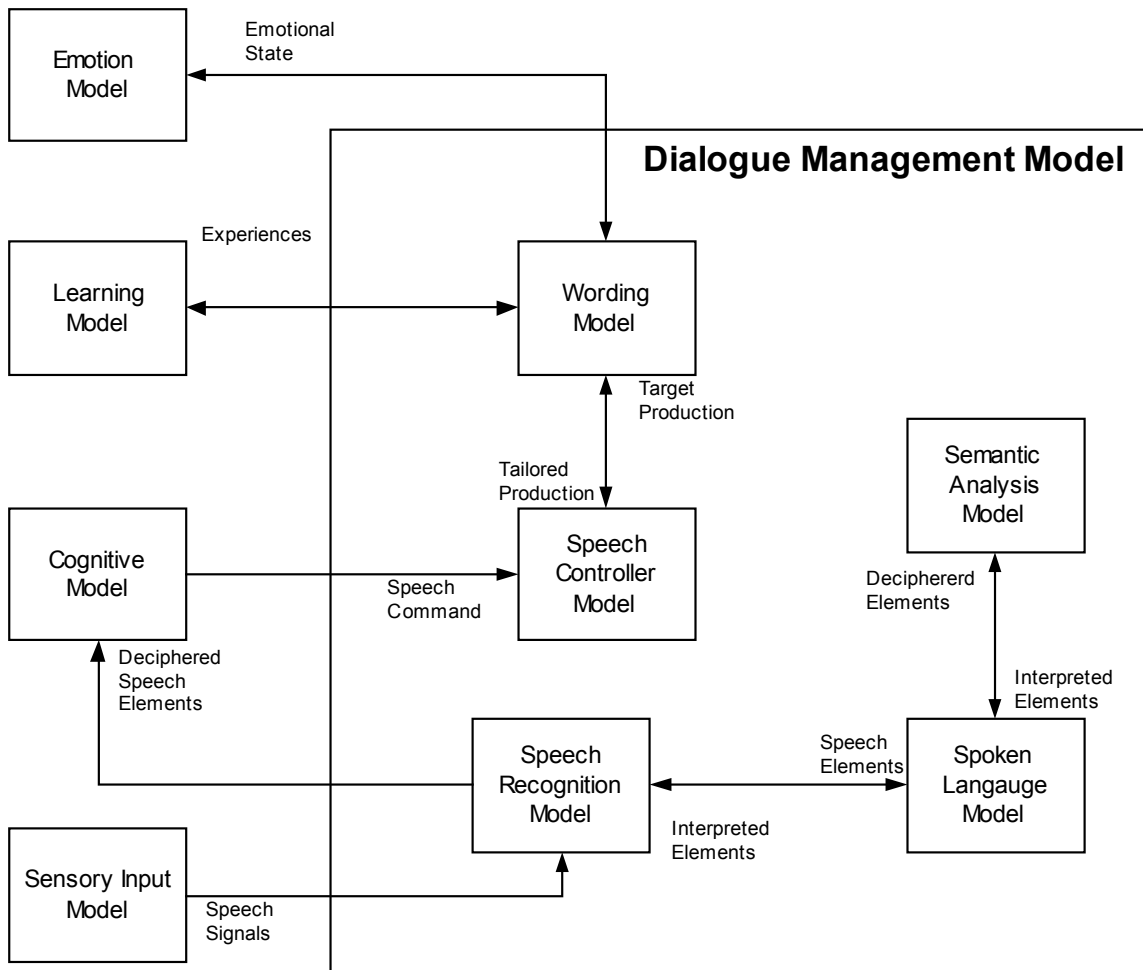 Emotional
State
Emotion
Model
Dialogue Management Model
Experiences
Learning
Model
Wording
Model
Target
Production
Tailored
Production
Semantic
Analysis
Model
Cognitive
Model
Speech
Command
Speech
Controller
Model
Deciphererd
Elements
Deciphered
Speech
Elements
Interpreted
Elements
Speech
Recognition
Model
Speech
Elements
Spoken
Langauge
Model
Interpreted
Elements
Sensory Input
Model
Speech
Signals